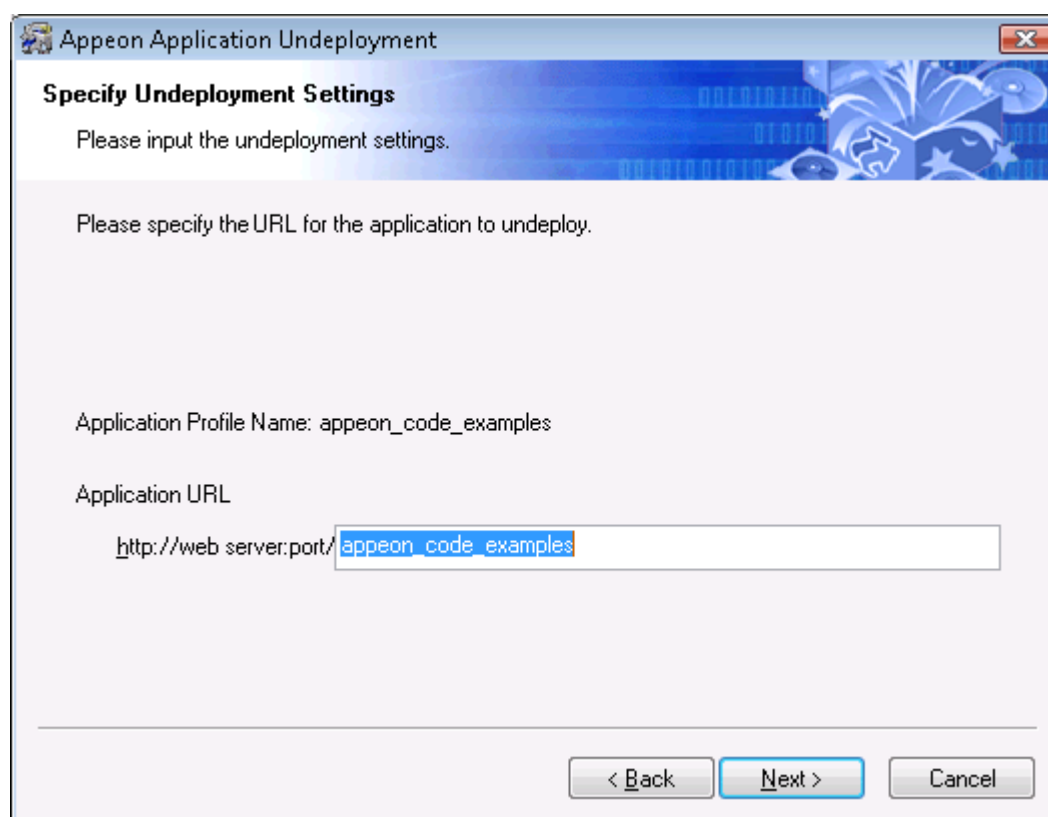 Appeon Application Undeployment
Specify Undeployment Settings
Please input the undeployment settings.
Please specify the URL for the application to undeploy.
Application Profile Name: appeon_code_examples
Application URL
http://web server:port/ appeon_code_examples
< Back Next > Cancel